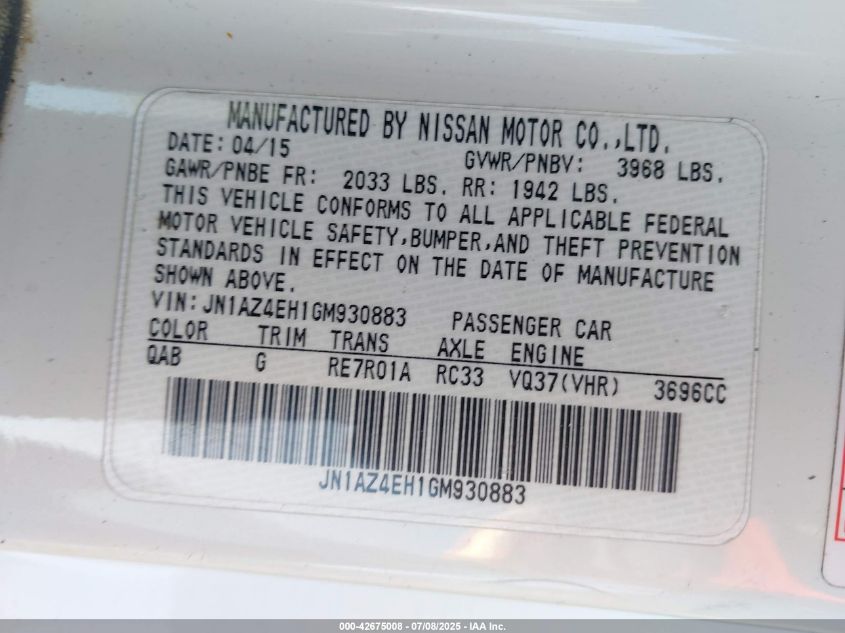 MANUFACTURED BY NISSAN MOTOR CO.,LTD.
DATE: 04/15 GVWR/PNBV: 3968 LBS.
GAWR/PNBE FR: 2033 LBS. RR: 1942 LBS.
THIS VEHICLE CONFORMS TO ALL APPLICABLE FEDERAL
MOTOR VEHICLE SAFETY,BUMPER,AND THEFT PREVENTION
STANDARDS IN EFFECT ON THE DATE OF MANUFACTURE
SHOWN ABOVE.
VIN: JN1AZ4EH1GM930883 PASSENGER CAR
COLOR TRIM TRANS AXLE ENGINE
QAB G RE7R01A RC33 VQ37(VHR) 3696CC
JN1AZ4EH1GM930883
000-42675008 - 07/08/2025 - IAA Inc.